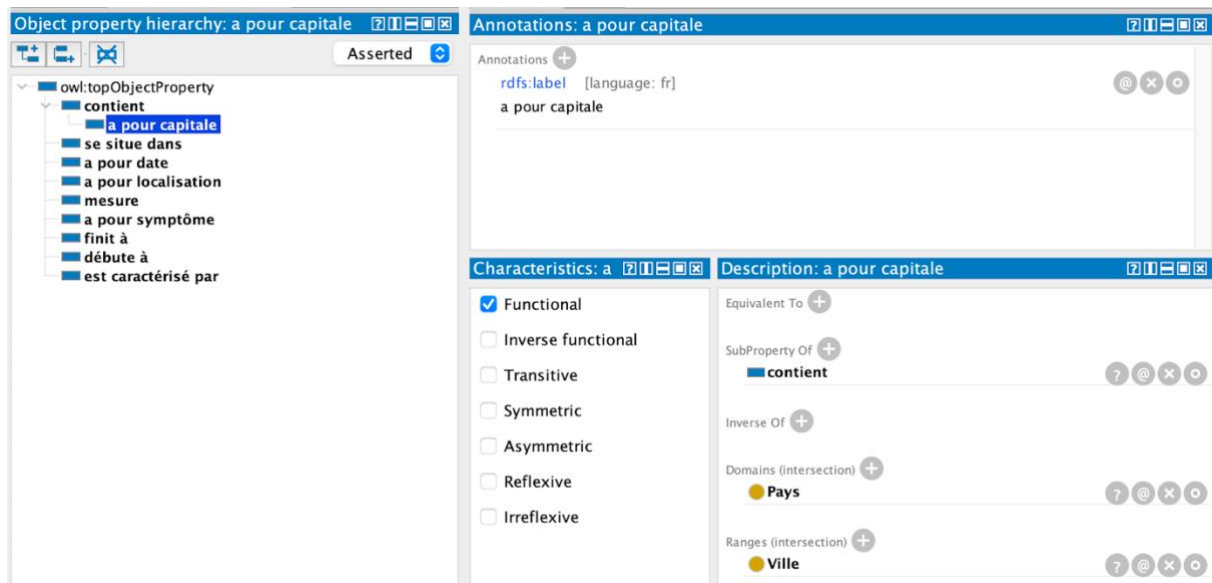 Object property hierarchy: a pour capitale
Asserted
owl:topObjectProperty
contient
a pour capitale
se situe dans
a pour date
a pour localisation
mesure
a pour symptôme
finit à
débute à
est caractérisé par
Annotations: a pour capitale
Annotations
rdfs:label [language: fr]
a pour capitale
Characteristics: a
Functional
Inverse functional
Transitive
Symmetric
Asymmetric
Reflexive
Irreflexive
Description: a pour capitale
Equivalent To
SubProperty Of
contient
Inverse Of
Domains (intersection)
Pays
Ranges (intersection)
Ville